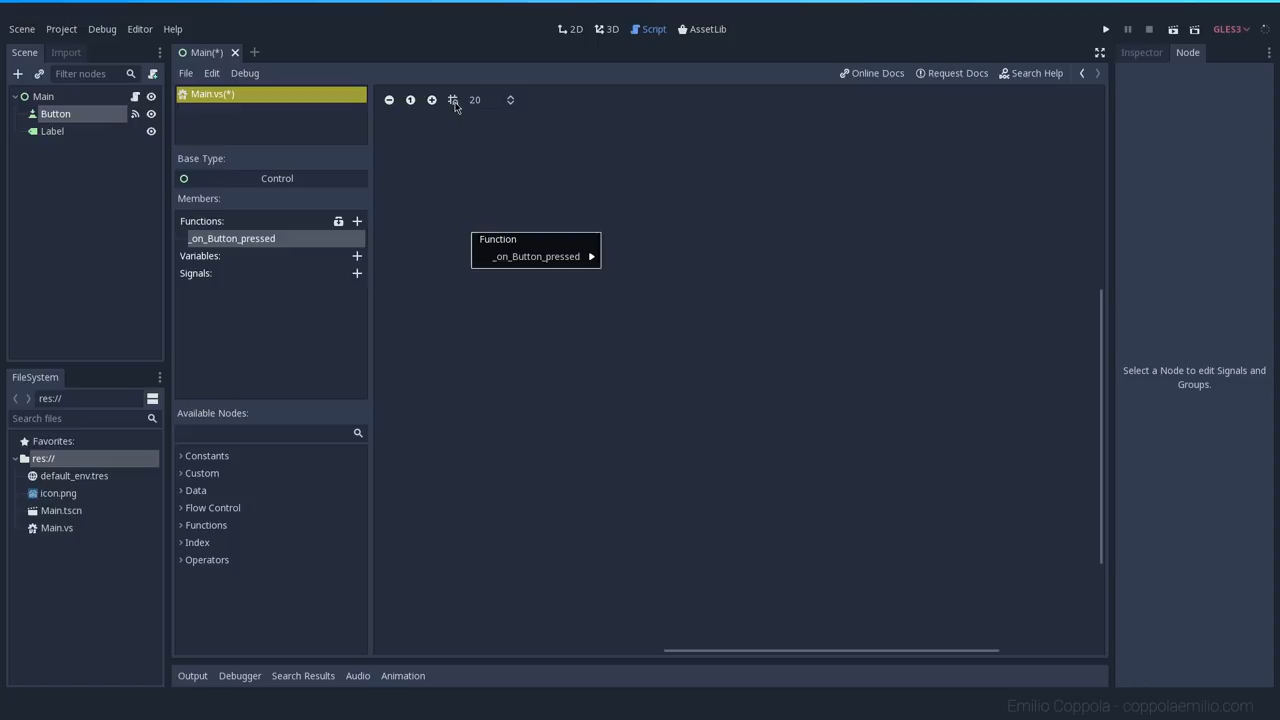 Scene Project Debug Editor Help
2D 3D Script AssetLib
GLES3
Scene Import
Main(*)
Inspector Node
Filter nodes
File Edit Debug
Online Docs Request Docs Search Help
Main
Button
Label
Main.vs(*)
20
Base Type:
Control
Members:
Functions:
_on_Button_pressed
Variables:
Signals:
Function
_on_Button_pressed
Select a Node to edit Signals and
Groups.
FileSystem
res://
Search files
Favorites:
res://
default_env.tres
icon.png
Main.tscn
Main.vs
Available Nodes:
Constants
Custom
Data
Flow Control
Functions
Index
Operators
Output Debugger Search Results Audio Animation
Emilio Coppola - coppolaemilio.com